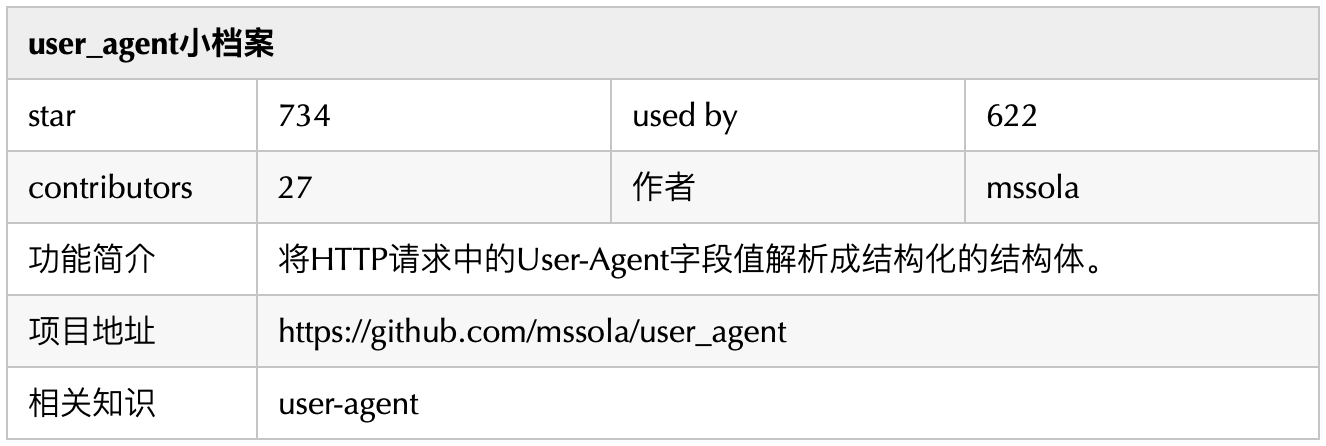 user_agent小档案
star 734 used by 622
contributors 27 作者 mssola
功能简介 将HTTP请求中的User-Agent字段值解析成结构化的结构体。
项目地址 https://github.com/mssola/user_agent
相关知识 user-agent